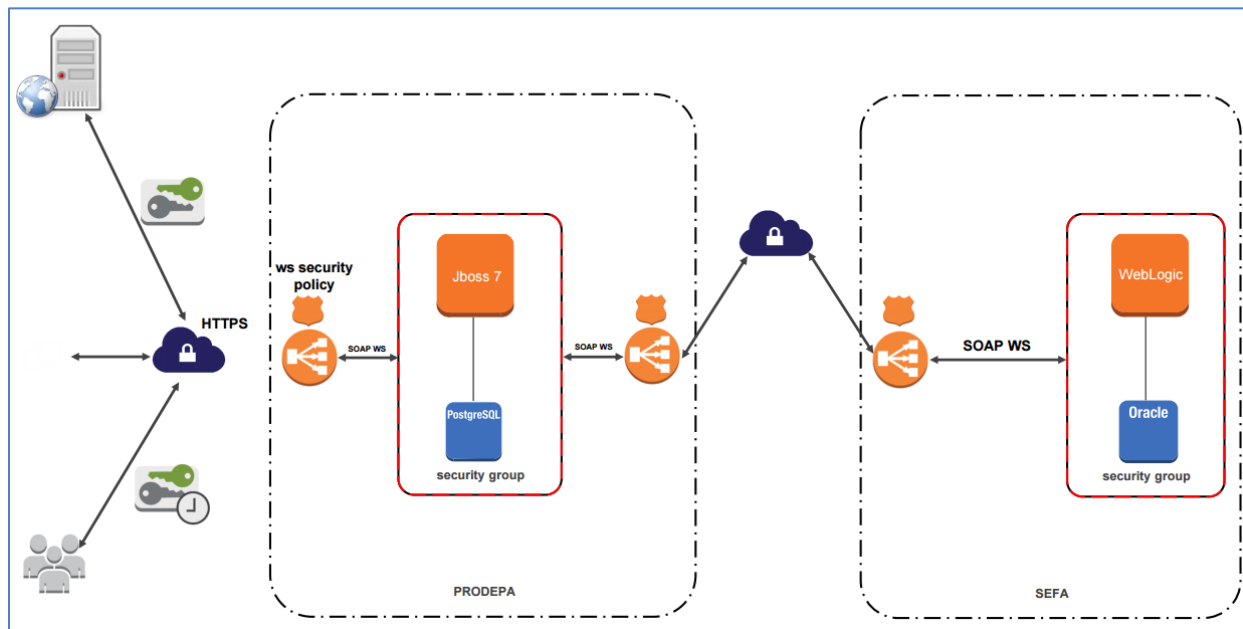 HTTPS
ws security
policy
SOAP WS
Jboss 7
PostgreSQL
security group
SOAP WS
PRODEPA
SOAP WS
WebLogic
Oracle
security group
SEFA